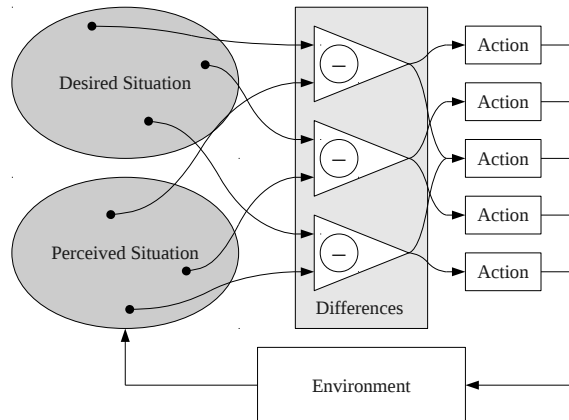 Desired Situation
Perceived Situation
−
−
−
Differences
Action
Action
Action
Action
Action
Environment